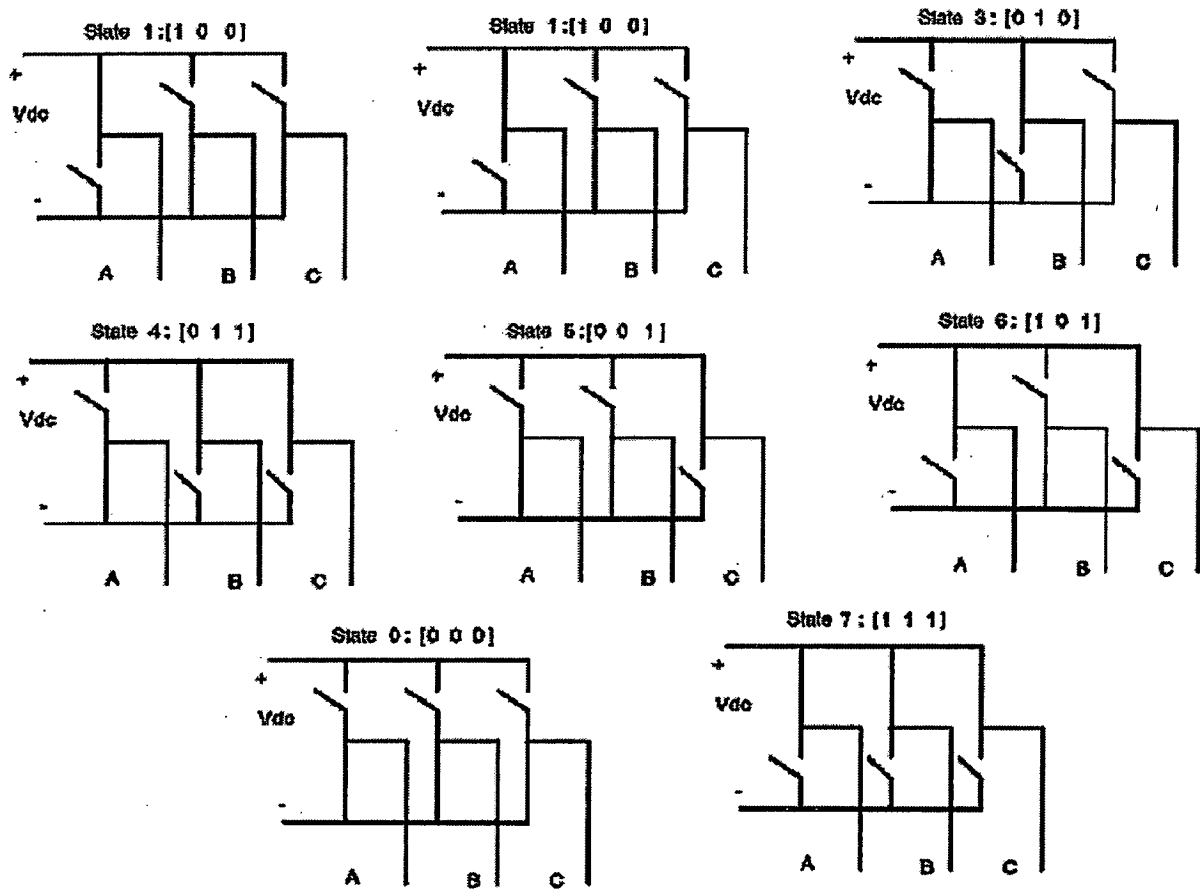 State 1:[1 0 0]
+
Vdc
-
A B C
State 1:[1 0 0]
+
Vdc
-
A B C
State 3:[0 1 0]
+
Vdc
-
A B C
State 4:[0 1 1]
+
Vdc
-
A B C
State 5:[0 0 1]
+
Vdc
-
A B C
State 6:[1 0 1]
+
Vdc
-
A B C
State 0:[0 0 0]
+
Vdc
-
A B C
State 7:[1 1 1]
+
Vdc
-
A B C